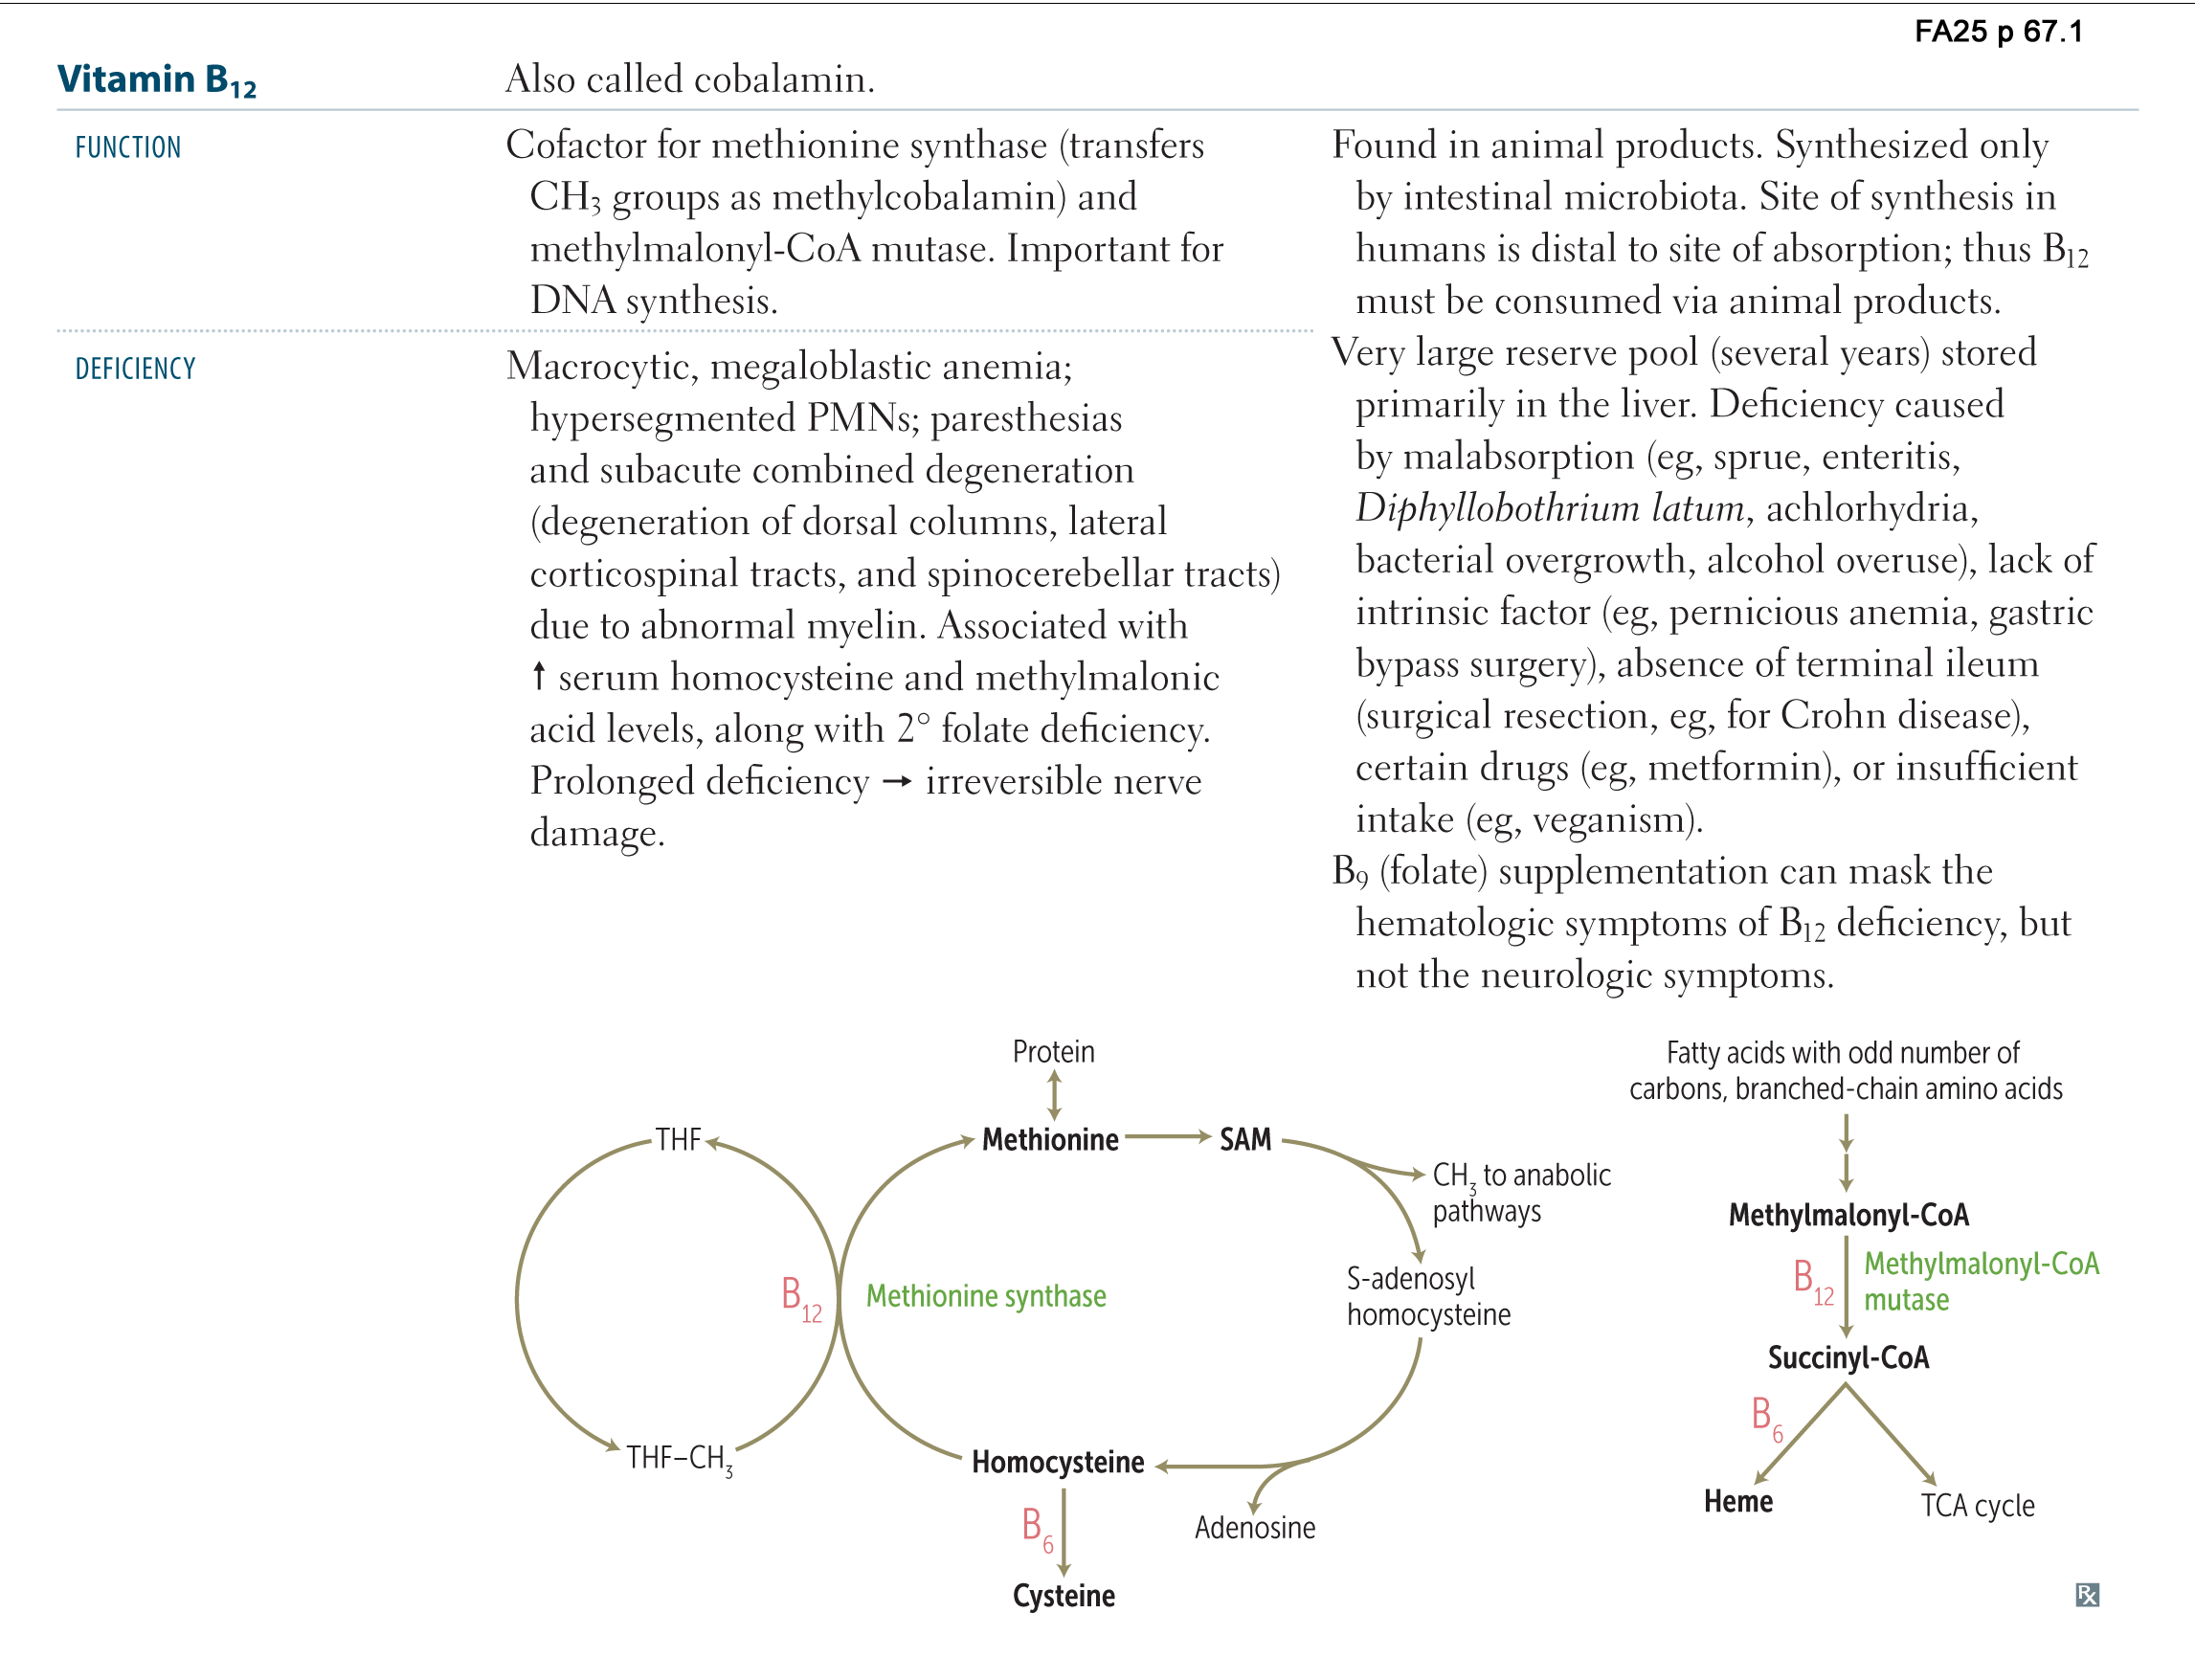 FA25 p 67.1
Vitamin B12
Also called cobalamin.
FUNCTION
Cofactor for methionine synthase (transfers
CH3 groups as methylcobalamin) and
methylmalonyl-CoA mutase. Important for
DNA synthesis.
DEFICIENCY
Macrocytic, megaloblastic anemia;
hypersegmented PMNs; paresthesias
and subacute combined degeneration
(degeneration of dorsal columns, lateral
corticospinal tracts, and spinocerebellar tracts)
due to abnormal myelin. Associated with
↑ serum homocysteine and methylmalonic
acid levels, along with 2° folate deficiency.
Prolonged deficiency → irreversible nerve
damage.
Found in animal products. Synthesized only
by intestinal microbiota. Site of synthesis in
humans is distal to site of absorption; thus B12
must be consumed via animal products.
Very large reserve pool (several years) stored
primarily in the liver. Deficiency caused
by malabsorption (eg, sprue, enteritis,
Diphyllobothrium latum, achlorhydria,
bacterial overgrowth, alcohol overuse), lack of
intrinsic factor (eg, pernicious anemia, gastric
bypass surgery), absence of terminal ileum
(surgical resection, eg, for Crohn disease),
certain drugs (eg, metformin), or insufficient
intake (eg, veganism).
B9 (folate) supplementation can mask the
hematologic symptoms of B12 deficiency, but
not the neurologic symptoms.
Protein
THF
Methionine
SAM
CH3 to anabolic
pathways
B12
Methionine synthase
S-adenosyl
homocysteine
THF–CH3
Homocysteine
B6
Adenosine
Cysteine
Fatty acids with odd number of
carbons, branched-chain amino acids
Methylmalonyl-CoA
B12
Methylmalonyl-CoA
mutase
Succinyl-CoA
B6
Heme
TCA cycle
Rx